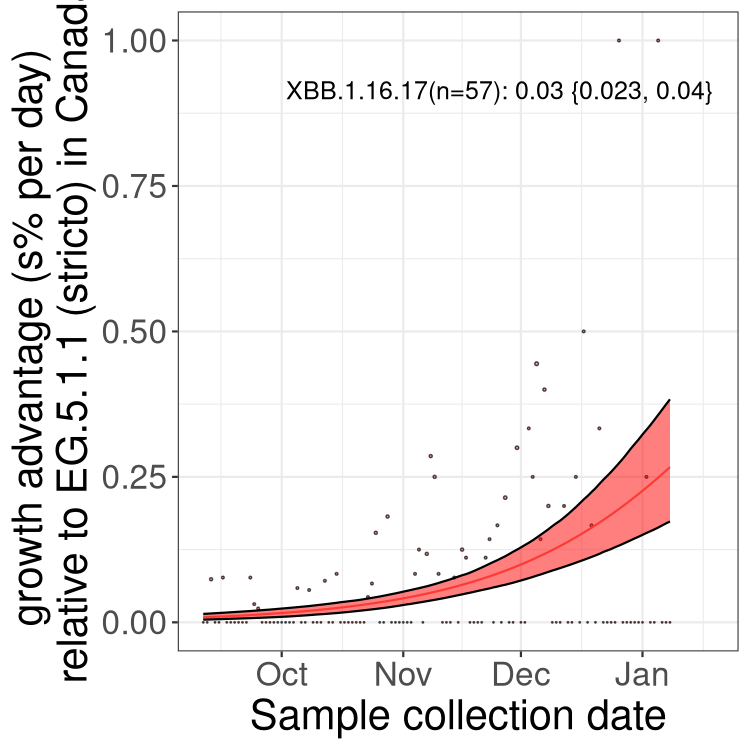 growth advantage (s% per day)
relative to EG.5.1.1 (stricto) in Canada
1.00
0.75
0.50
0.25
0.00
XBB.1.16.17(n=57): 0.03 {0.023, 0.04}
Oct Nov Dec Jan
Sample collection date